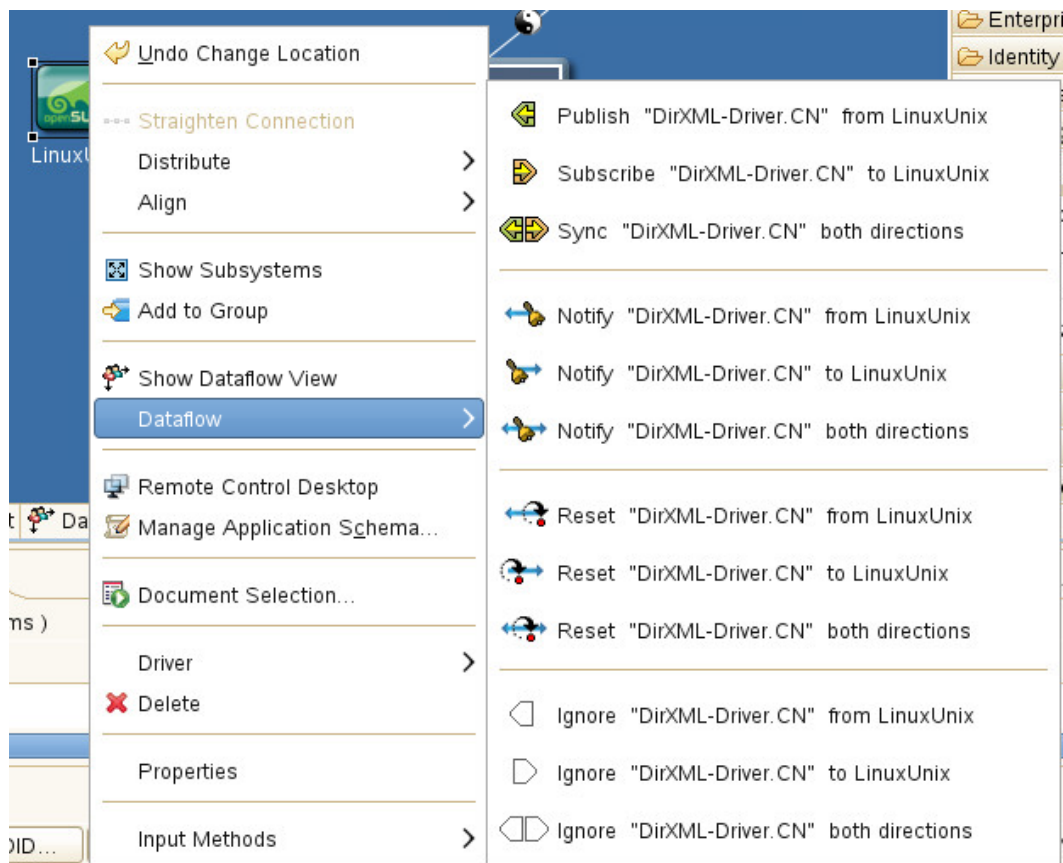 Undo Change Location
Straighten Connection
Distribute
Align
Show Subsystems
Add to Group
Show Dataflow View
Dataflow
Remote Control Desktop
Manage Application Schema...
Document Selection...
Driver
Delete
Properties
Input Methods
Publish "DirXML-Driver.CN" from LinuxUnix
Subscribe "DirXML-Driver.CN" to LinuxUnix
Sync "DirXML-Driver.CN" both directions
Notify "DirXML-Driver.CN" from LinuxUnix
Notify "DirXML-Driver.CN" to LinuxUnix
Notify "DirXML-Driver.CN" both directions
Reset "DirXML-Driver.CN" from LinuxUnix
Reset "DirXML-Driver.CN" to LinuxUnix
Reset "DirXML-Driver.CN" both directions
Ignore "DirXML-Driver.CN" from LinuxUnix
Ignore "DirXML-Driver.CN" to LinuxUnix
Ignore "DirXML-Driver.CN" both directions
Enterpri
Identity
openSU
LinuxU
t Da
ms )
DID...